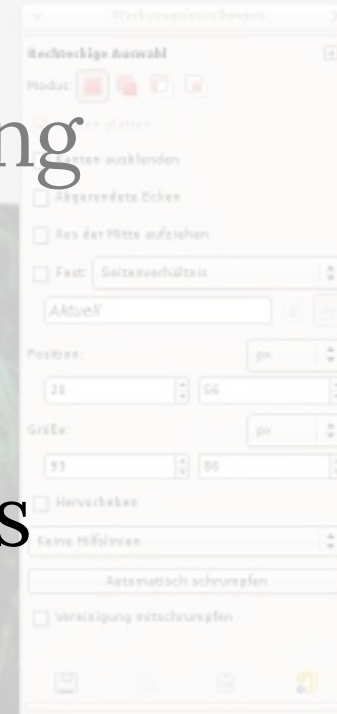 Werkzeugeinstellungen
Rechteckige Auswahl
Modus:
ng
Kanten ausblenden
Abgerundete Ecken
Aus der Mitte aufziehen
Fest: Seitenverhältnis
Aktuell
Position: px
28 56
Größe: px
93 86
Hervorheben
s
Keine Hilfslinien
Automatisch schrumpfen
Vereinigung mitschrumpfen